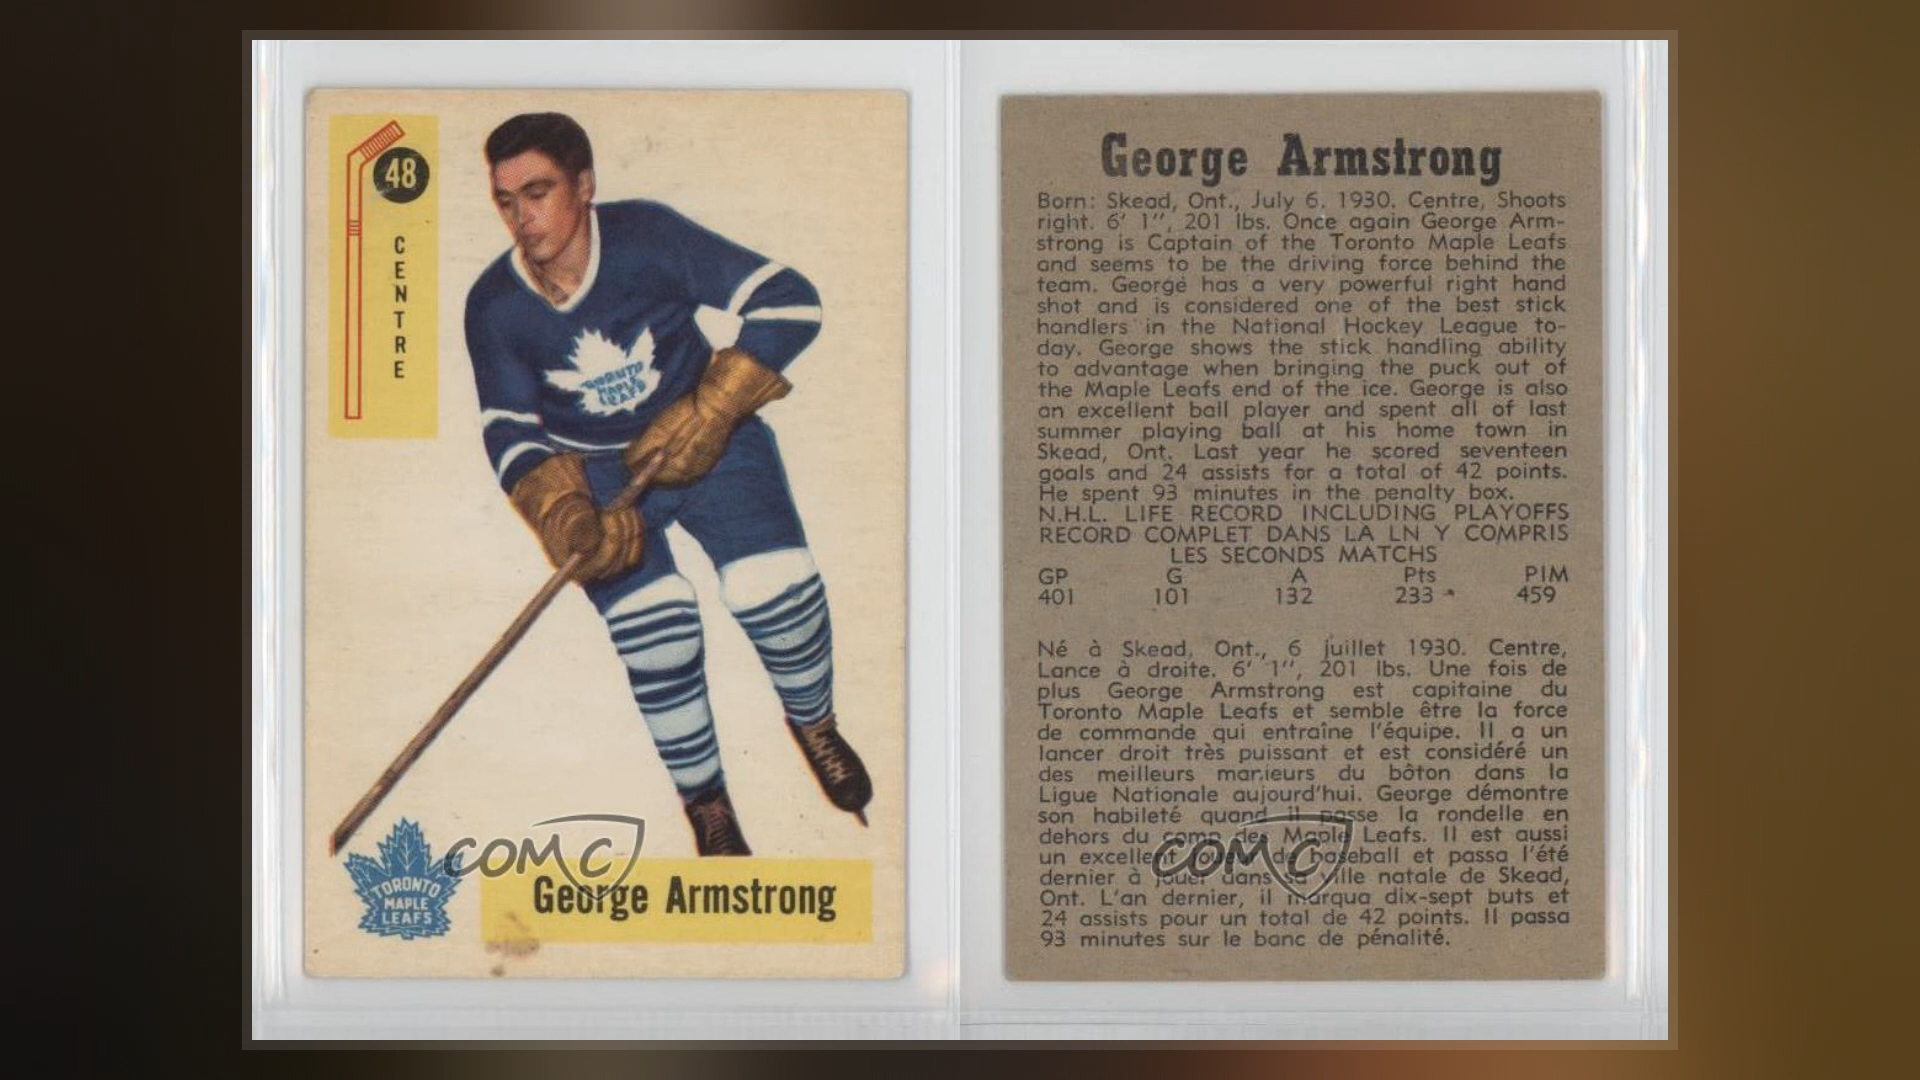 48
CENTRE
TORONTO
MAPLE
LEAFS
TORONTO
MAPLE
LEAFS
COMC
George Armstrong
George Armstrong
Born: Skead, Ont., July 6, 1930. Centre, Shoots
right. 6' 1'', 201 lbs. Once again George Arm-
strong is Captain of the Toronto Maple Leafs
and seems to be the driving force behind the
team. George has a very powerful right hand
shot and is considered one of the best stick
handlers in the National Hockey League to-
day. George shows the stick handling ability
to advantage when bringing the puck out of
the Maple Leafs end of the ice. George is also
an excellent ball player and spent all of last
summer playing ball at his home town in
Skead, Ont. Last year he scored seventeen
goals and 24 assists for a total of 42 points.
He spent 93 minutes in the penalty box.
N.H.L. LIFE RECORD INCLUDING PLAYOFFS
RECORD COMPLET DANS LA LN Y COMPRIS
LES SECONDS MATCHS
GP G A Pts PIM
401 101 132 233 459
Né à Skead, Ont., 6 juillet 1930. Centre,
Lance à droite. 6' 1'', 201 lbs. Une fois de
plus George Armstrong est capitaine du
Toronto Maple Leafs et semble être la force
de commande qui entraîne l'équipe. Il a un
lancer droit très puissant et est considéré un
des meilleurs manieurs du bôton dans la
Ligue Nationale aujourd'hui. George démontre
son habileté quand il passe la rondelle en
dehors du camp des Maple Leafs. Il est aussi
un excellent joueur de baseball et passa l'été
dernier à jouer dans sa ville natale de Skead,
Ont. L'an dernier, il marqua dix-sept buts et
24 assists pour un total de 42 points. Il passa
93 minutes sur le banc de pénalité.
COMC